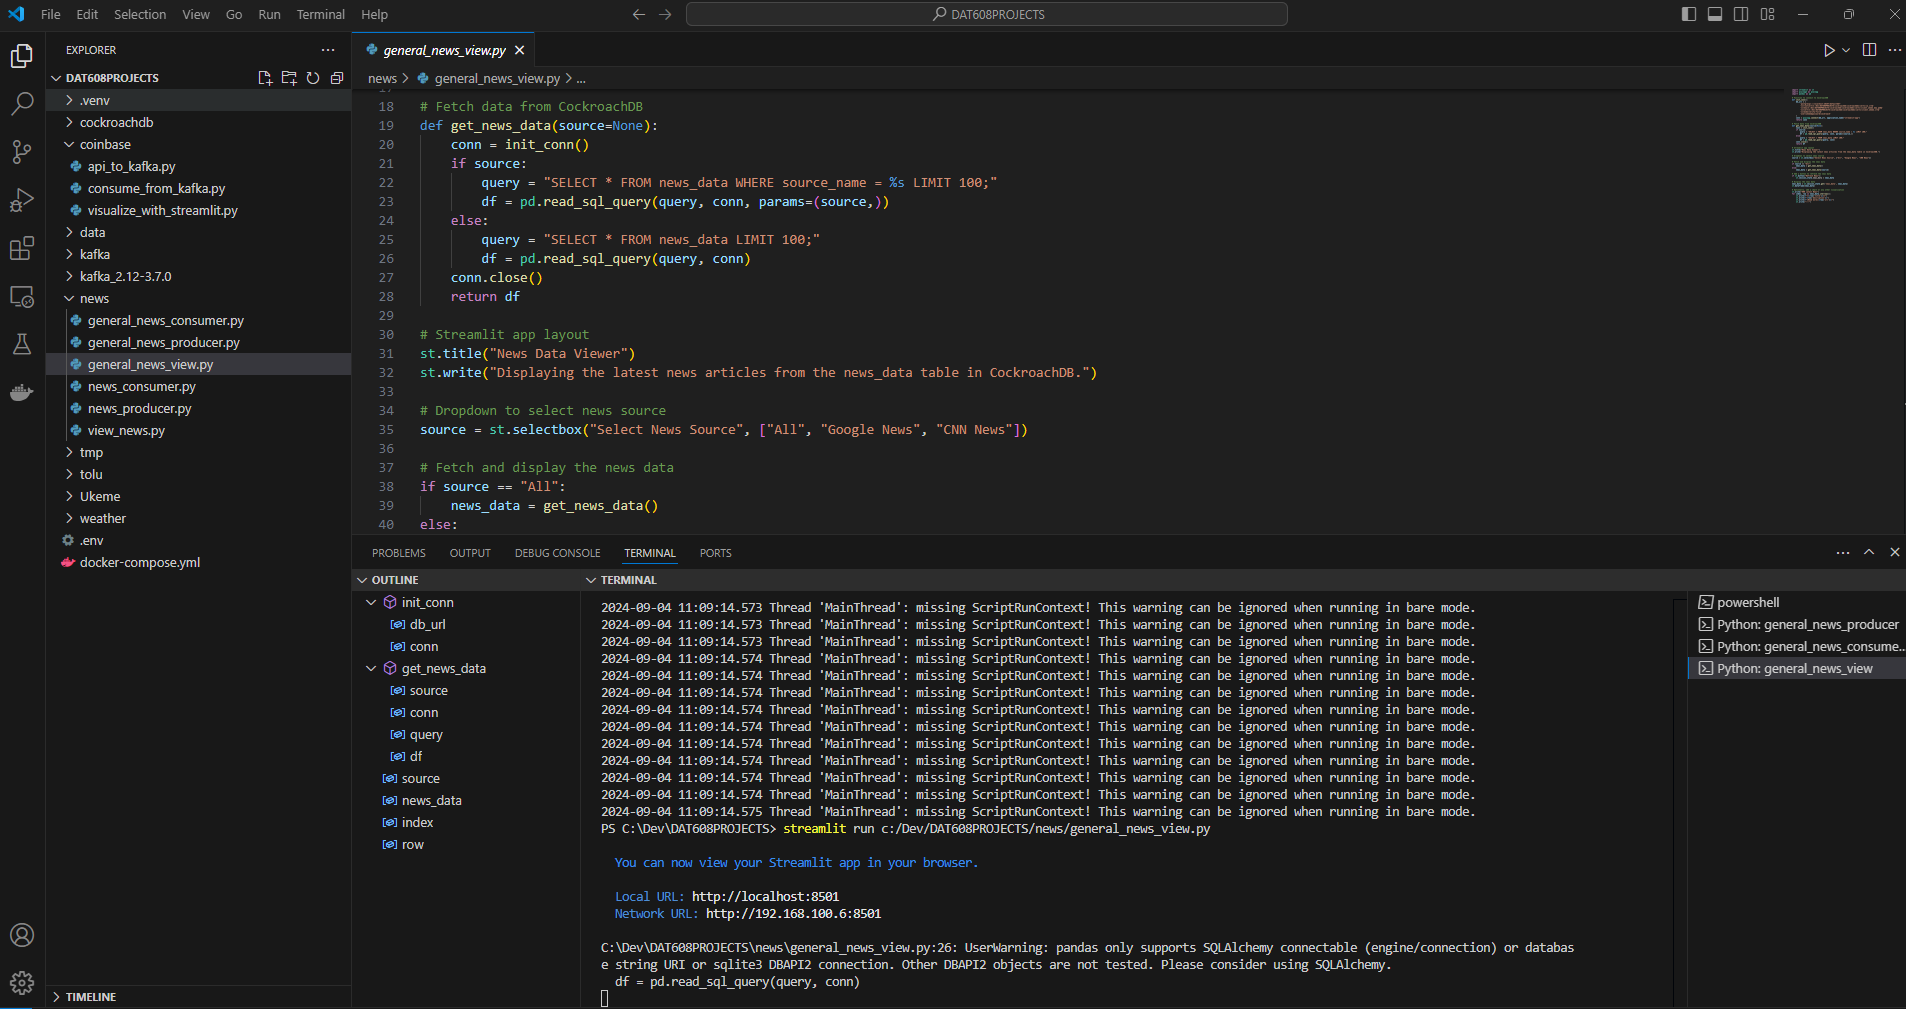 File Edit Selection View Go Run Terminal Help
DAT608PROJECTS
EXPLORER
DAT608PROJECTS
.venv
cockroachdb
coinbase
api_to_kafka.py
consume_from_kafka.py
visualize_with_streamlit.py
data
kafka
kafka_2.12-3.7.0
news
general_news_consumer.py
general_news_producer.py
general_news_view.py
news_consumer.py
news_producer.py
view_news.py
tmp
tolu
Ukeme
weather
.env
docker-compose.yml
TIMELINE
general_news_view.py
news > general_news_view.py > ...
17
18 # Fetch data from CockroachDB
19 def get_news_data(source=None):
20 conn = init_conn()
21 if source:
22 query = "SELECT * FROM news_data WHERE source_name = %s LIMIT 100;"
23 df = pd.read_sql_query(query, conn, params=(source,))
24 else:
25 query = "SELECT * FROM news_data LIMIT 100;"
26 df = pd.read_sql_query(query, conn)
27 conn.close()
28 return df
29
30 # Streamlit app layout
31 st.title("News Data Viewer")
32 st.write("Displaying the latest news articles from the news_data table in CockroachDB.")
33
34 # Dropdown to select news source
35 source = st.selectbox("Select News Source", ["All", "Google News", "CNN News"])
36
37 # Fetch and display the news data
38 if source == "All":
39 news_data = get_news_data()
40 else:
PROBLEMS OUTPUT DEBUG CONSOLE TERMINAL PORTS
OUTLINE
init_conn
db_url
conn
get_news_data
source
conn
query
df
source
news_data
index
row
TERMINAL
2024-09-04 11:09:14.573 Thread 'MainThread': missing ScriptRunContext! This warning can be ignored when running in bare mode.
2024-09-04 11:09:14.573 Thread 'MainThread': missing ScriptRunContext! This warning can be ignored when running in bare mode.
2024-09-04 11:09:14.573 Thread 'MainThread': missing ScriptRunContext! This warning can be ignored when running in bare mode.
2024-09-04 11:09:14.574 Thread 'MainThread': missing ScriptRunContext! This warning can be ignored when running in bare mode.
2024-09-04 11:09:14.574 Thread 'MainThread': missing ScriptRunContext! This warning can be ignored when running in bare mode.
2024-09-04 11:09:14.574 Thread 'MainThread': missing ScriptRunContext! This warning can be ignored when running in bare mode.
2024-09-04 11:09:14.574 Thread 'MainThread': missing ScriptRunContext! This warning can be ignored when running in bare mode.
2024-09-04 11:09:14.574 Thread 'MainThread': missing ScriptRunContext! This warning can be ignored when running in bare mode.
2024-09-04 11:09:14.574 Thread 'MainThread': missing ScriptRunContext! This warning can be ignored when running in bare mode.
2024-09-04 11:09:14.574 Thread 'MainThread': missing ScriptRunContext! This warning can be ignored when running in bare mode.
2024-09-04 11:09:14.574 Thread 'MainThread': missing ScriptRunContext! This warning can be ignored when running in bare mode.
2024-09-04 11:09:14.574 Thread 'MainThread': missing ScriptRunContext! This warning can be ignored when running in bare mode.
2024-09-04 11:09:14.575 Thread 'MainThread': missing ScriptRunContext! This warning can be ignored when running in bare mode.
PS C:\Dev\DAT608PROJECTS> streamlit run c:/Dev/DAT608PROJECTS/news/general_news_view.py
You can now view your Streamlit app in your browser.
Local URL: http://localhost:8501
Network URL: http://192.168.100.6:8501
C:\Dev\DAT608PROJECTS\news\general_news_view.py:26: UserWarning: pandas only supports SQLAlchemy connectable (engine/connection) or databas
e string URI or sqlite3 DBAPI2 connection. Other DBAPI2 objects are not tested. Please consider using SQLAlchemy.
df = pd.read_sql_query(query, conn)
powershell
Python: general_news_producer
Python: general_news_consume...
Python: general_news_view